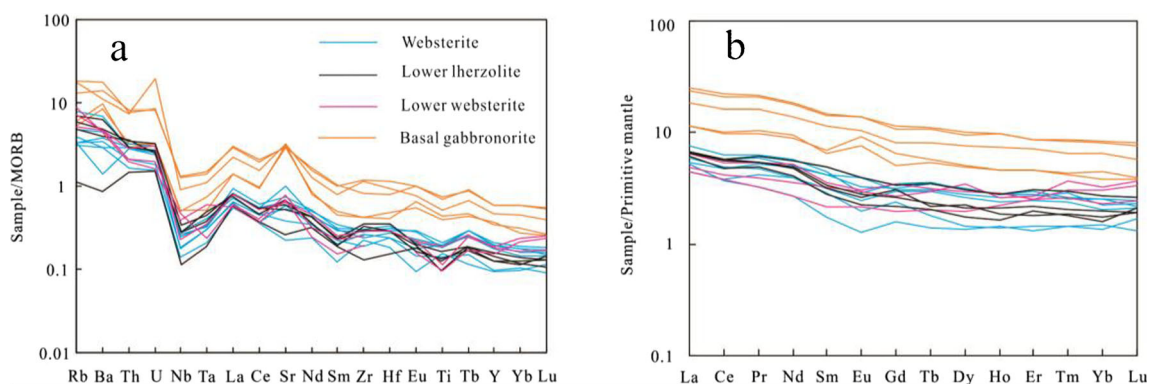 a
100
10
1
0.1
0.01
Sample/MORB
Websterite
Lower lherzolite
Lower websterite
Basal gabbronorite
Rb Ba Th U Nb Ta La Ce Sr Nd Sm Zr Hf Eu Ti Tb Y Yb Lu
b
100
10
1
0.1
Sample/Primitive mantle
La Ce Pr Nd Sm Eu Gd Tb Dy Ho Er Tm Yb Lu